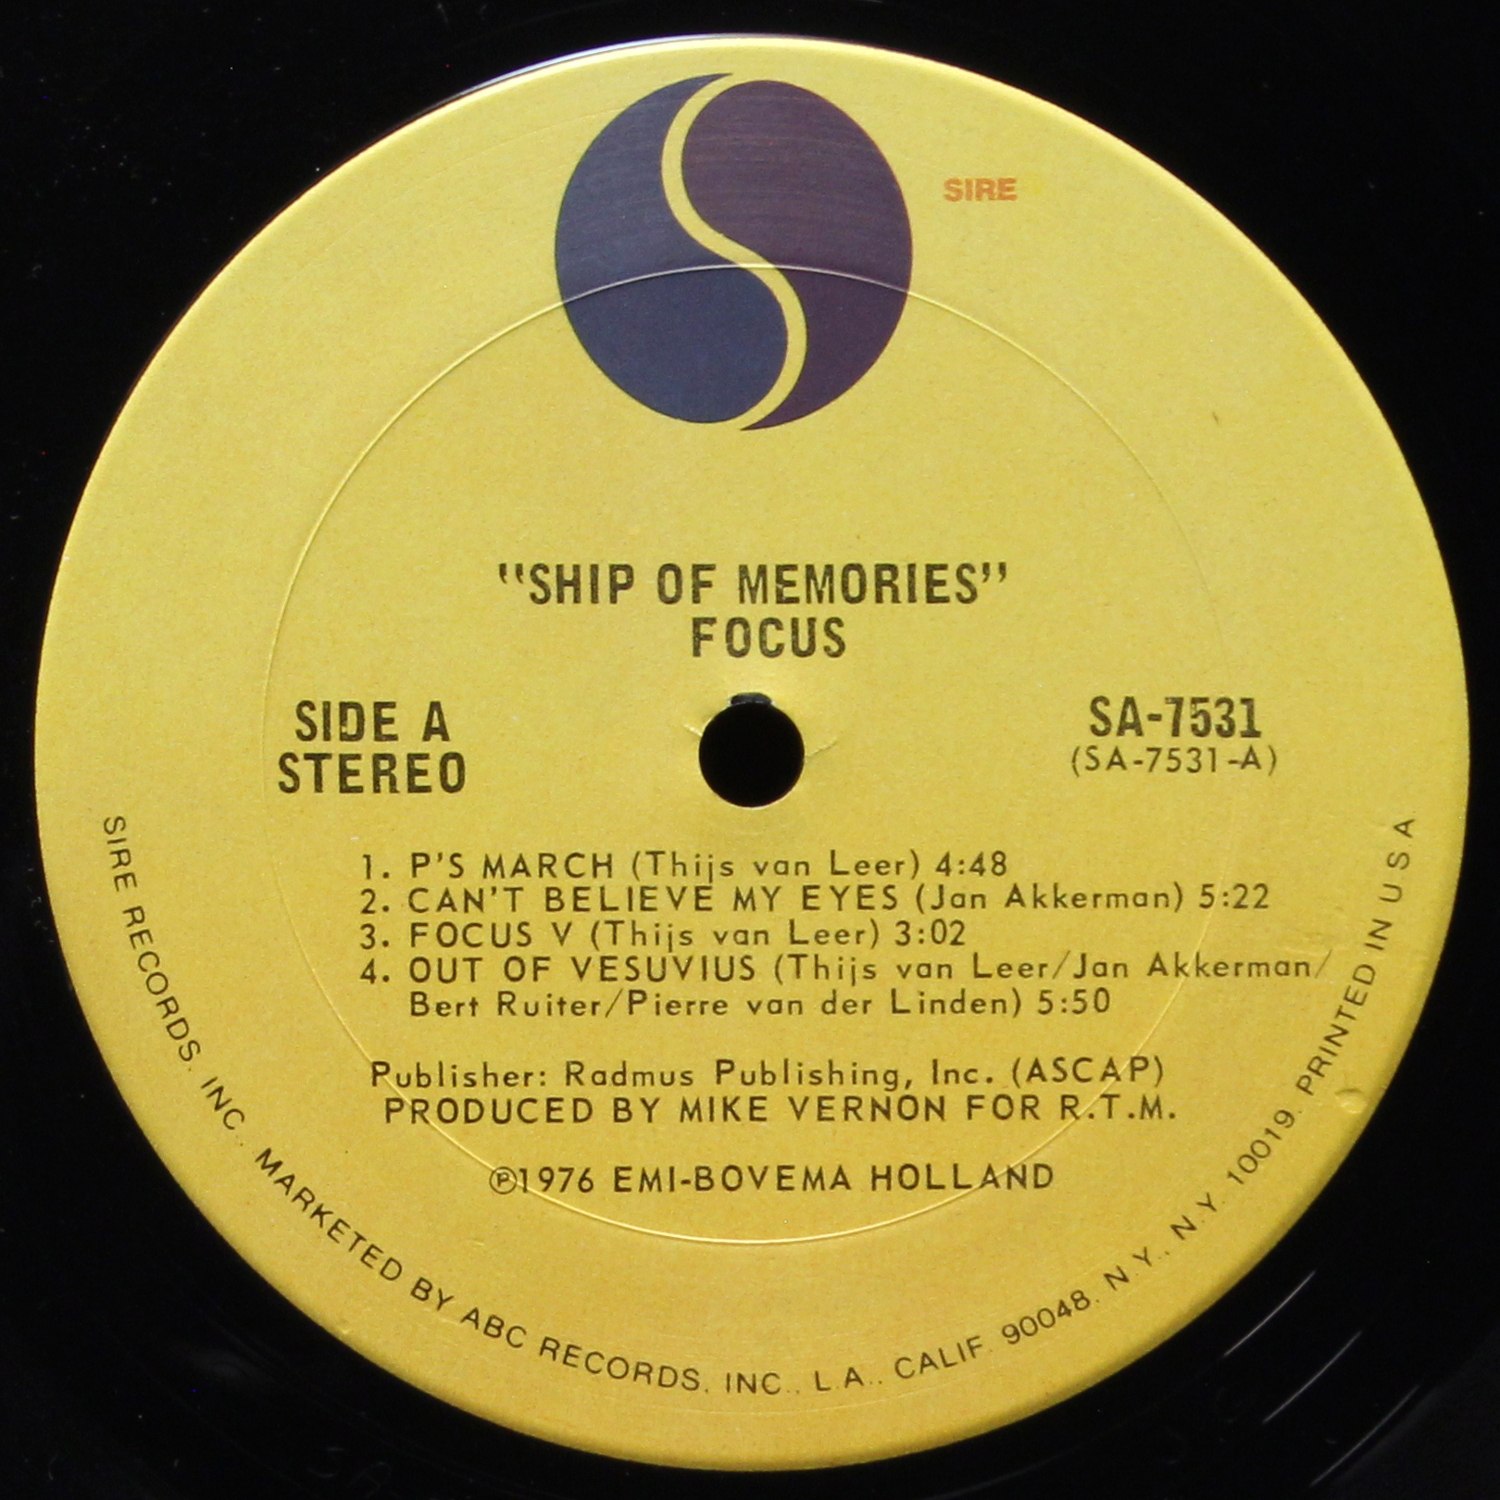 SIRE
"SHIP OF MEMORIES"
FOCUS
SIDE A
STEREO
SA-7531
(SA-7531-A)
1. P'S MARCH (Thijs van Leer) 4:48
2. CAN'T BELIEVE MY EYES (Jan Akkerman) 5:22
3. FOCUS V (Thijs van Leer) 3:02
4. OUT OF VESUVIUS (Thijs van Leer/Jan Akkerman/
Bert Ruiter/Pierre van der Linden) 5:50
Publisher: Radmus Publishing, Inc. (ASCAP)
PRODUCED BY MIKE VERNON FOR R.T.M.
℗1976 EMI-BOVEMA HOLLAND
SIRE RECORDS, INC., MARKETED BY ABC RECORDS, INC., L.A., CALIF. 90048, N.Y., N.Y. 10019. PRINTED IN U S A